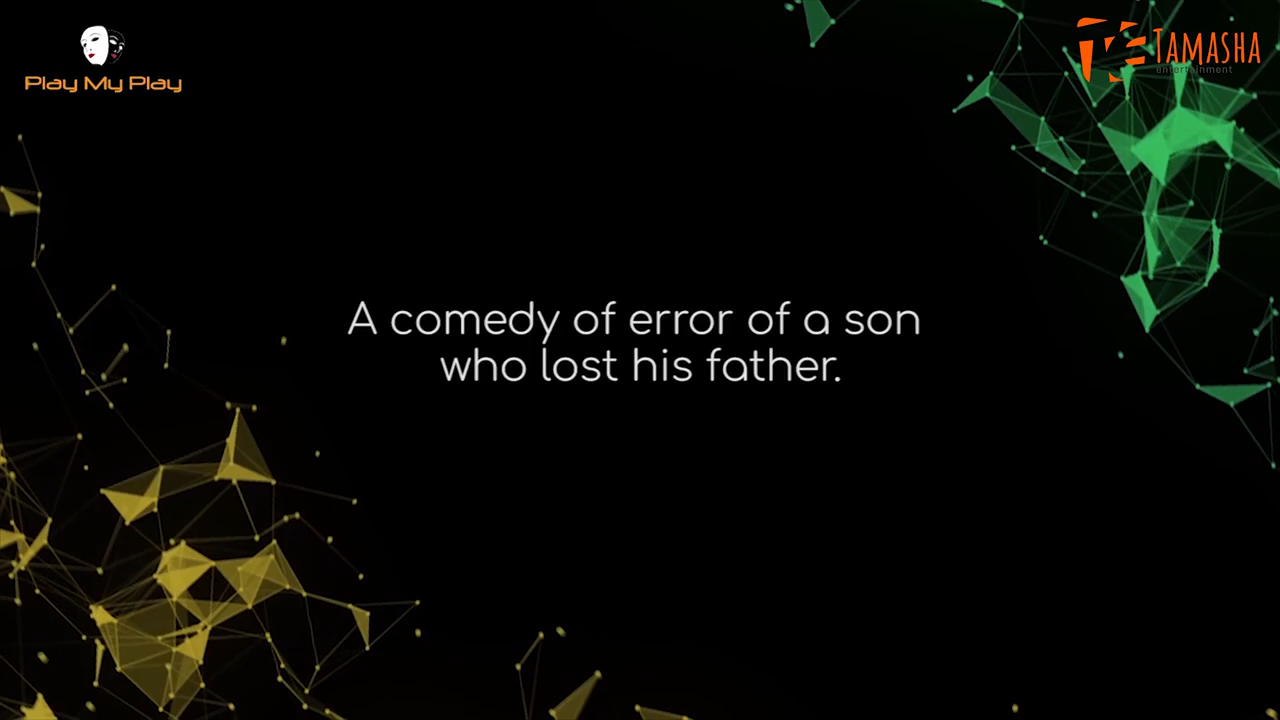 Play My Play
TAMASHA
entertainment
A comedy of error of a son
who lost his father.